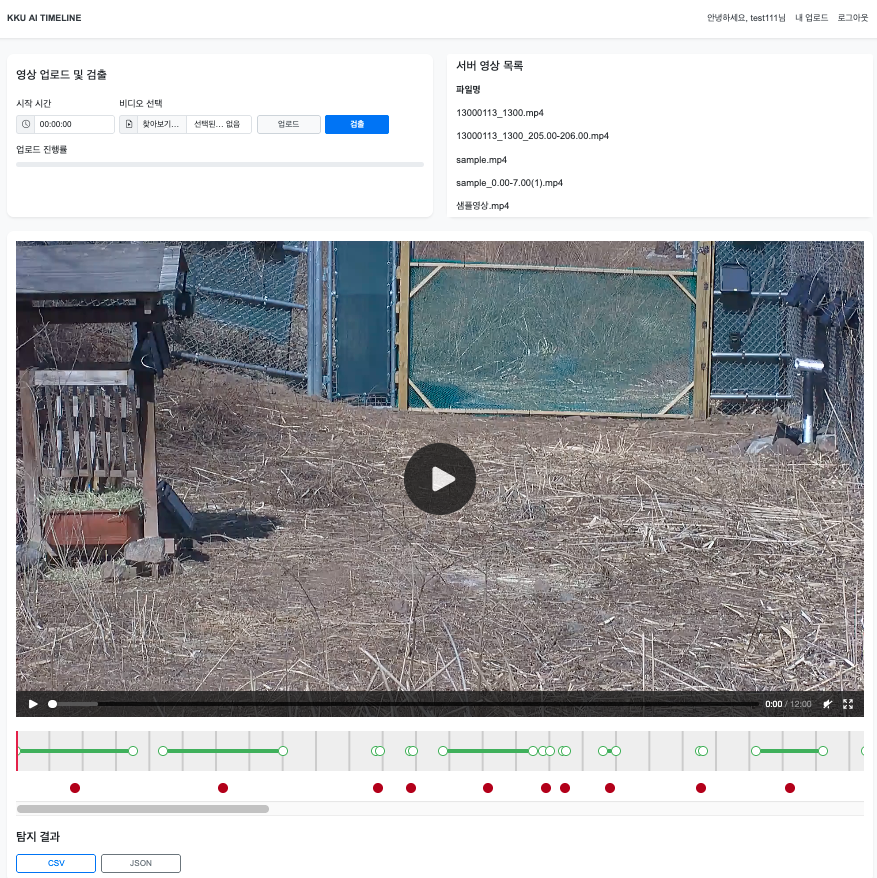 KKU AI TIMELINE
안녕하세요, test111님 내 업로드 로그아웃
영상 업로드 및 검출
시작 시간 비디오 선택
00:00:00 찾아보기... 선택된... 없음 업로드 검출
업로드 진행률
서버 영상 목록
파일명
13000113_1300.mp4
13000113_1300_205.00-206.00.mp4
sample.mp4
sample_0.00-7.00(1).mp4
샘플영상.mp4
0:00 / 12:00
탐지 결과
CSV JSON